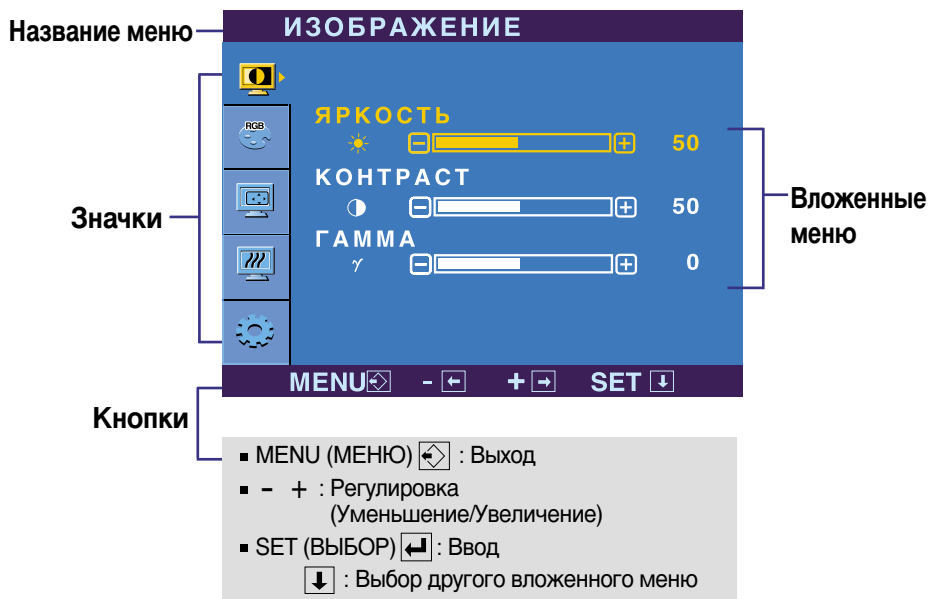 Название меню
ИЗОБРАЖЕНИЕ
RGB
ЯРКОСТЬ
50
КОНТРАСТ
50
ГАММА
γ
0
Значки
Вложенные
меню
MENU - + SET
Кнопки
MENU (МЕНЮ) : Выход
- + : Регулировка
(Уменьшение/Увеличение)
SET (ВЫБОР) : Ввод
: Выбор другого вложенного меню